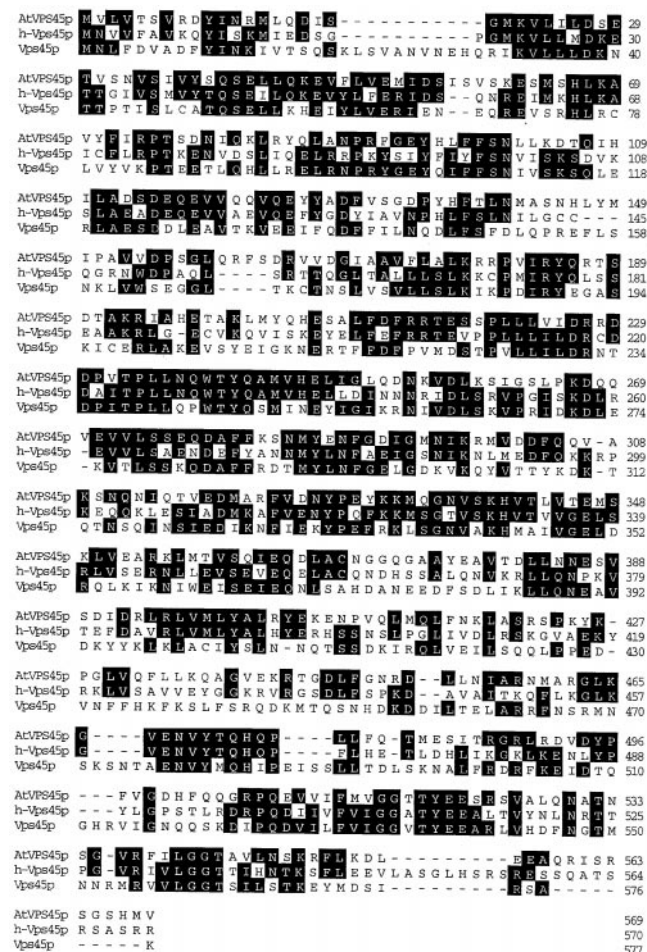 AtVPS45p MVLVTSVRDYINRMLQDIS-----------GMKVLILDSE 29
h-Vps45p MNVVFAVKQYISKMIEDSG-----------PGMKVLLMDKE 30
Vps45p MNLFDVADFYINKIVTSQSKLSVANVNEHQRIKVLLLDKN 40
AtVPS45p TVSNVSIVYSQSELLQKEVFLVEMIDSISVSKESMSHLKA 69
h-Vps45p TTGIVSMVYTQSEILQKEVYLFERIDS--QNREIMKHLKA 68
Vps45p TTPTISLCATQSELLKHEIYLVERIEN--EQREVSRHLRC 78
AtVPS45p VYFIRPTSDNIQKLRYQLANPRFGEYHLFFSNLLKDTQIH 109
h-Vps45p ICFLRPTKENVDSLIQELRRPKYSIYFIYFSNVISKSDVK 108
Vps45p LVYVKPTEETLQHLLRELRNPRYGEYQIFFSNIVSKSQLE 118
AtVPS45p ILADSDEQEVVQQVQEYYADFVSGDPYHFTLNMASNHLYM 149
h-Vps45p SLAEADEQEVVAEVQEFYGDYIAVNPHLFSLNILGCC--- 145
Vps45p RLAESDDLEAVTKVEEIFQDFFILNQDLFSFDLQPREFLS 158
AtVPS45p IPAVVDPSGLQRFSDRVVDGIAAVFLALKRRPVIRYQRTS 189
h-Vps45p QGRNWDPAQL----SRTTQGLTALLLSLKKCPMIRYQLSS 181
Vps45p NKLVWSEGGL----TKCTNSLVSVLLSLKIKPDIRYEGAS 194
AtVPS45p DTAKRIAHETAKLMYQHESALFDFRRTESSPLLLVIDRRD 229
h-Vps45p EAAKRLG-ECVKQVISKEYELFEFRRTEVPPLLLILDRCD 220
Vps45p KICERLAKEVSYEIGKNERTFFDFPVMDSTPVLLILDRNT 234
AtVPS45p DPVTPLLNQWTYQAMVHELIGLQDNKVDLKSIGSLPKDQQ 269
h-Vps45p DAITPLLNQWTYQAMVHELLDINNNRIDLSRVPGISKDLR 260
Vps45p DPITPLLQPWTYQSMINEYIGIKRNIVDLSKVPRIDKDLE 274
AtVPS45p VEVVLSSEQDAFFKSNMYENFGDIGMNIKRMVDDFQQV-A 308
h-Vps45p -EVVLSAENDEFYANNMYLNFAEIGSNIKNLMEDFQKKRP 299
Vps45p -KVTLSSKQDAFFRDTMYLNFGELGDKVKQYVTTYKDK-T 312
AtVPS45p KSNQNIQTVEDMARFVDNYPEYKKMQGNVSKHVTLVTEMS 348
h-Vps45p KEQQKLESIADMKAFVENYPQFKKMSGTVSKHVTVVGELS 339
Vps45p QTNSQINSIEDIKNFIEKYPEFRKLSGNVAKHMAIVGELD 352
AtVPS45p KLVEARKLMTVSQTEQDLACNGGQGAAYEAVTDLLNNESV 388
h-Vps45p RLVSERNLLEVSEVEQELACQNDHSSALQNVKRLLQNPKV 379
Vps45p RQLKIKNIWEISEIEQNLSAHDANEEDFSDLIKLLQNEAV 392
AtVPS45p SDIDRLRLVMLYALRYEKENPVQLMQLFNKLASRSPKYK- 427
h-Vps45p TEFDAVRLVMLYALHYERHSSNSLPGLIVDLRSKGVAEKY 419
Vps45p DKYYKLKLACIYSLN-NQTSSDKIRQLVEILSQQLPPED- 430
AtVPS45p PGLVQFLLKQAGVEKRTGDLFGNRD--LLNIARNMARGLK 465
h-Vps45p RKLVSAVVEYGGKRVRGSDLFSPKD--AVAITKQFLKGLK 457
Vps45p VNFFHKFKSLFSRQDKMTQSNHDKDDILTELARRFNSRMN 470
AtVPS45p G----VENVYTQHQP----LLFQ-TMESITRGRLRDVDYP 496
h-Vps45p G----VENVYTQHQP----FLHE-TLDHLIKGKLKENLYP 488
Vps45p SKSNTAENVYMQHIPEISSLLTDLSKNALFRDRFKEIDTQ 510
AtVPS45p ---FVGDHFQQGRPQEVVIFMVGGTTYEESRSVALQNATN 533
h-Vps45p ---YLGPSTLRDRPQDIIVFVIGGATYEEALTVYNLNRTT 525
Vps45p GHRVIGNQQSKDIPQDVILFVIGGVTYEEARLVHDFNGTM 550
AtVPS45p SG-VRFILGGTAVLNSKRFLKDL---------EEAQRISR 563
h-Vps45p PG-VRIVLGGTTIHNTKSFLEEVLASGLHSRSRESSQATS 564
Vps45p NNRMRVVLGGTSILSTKEYMDSI---------RSA----- 576
AtVPS45p SGSHMV 569
h-Vps45p RSASRR 570
Vps45p -----K 577